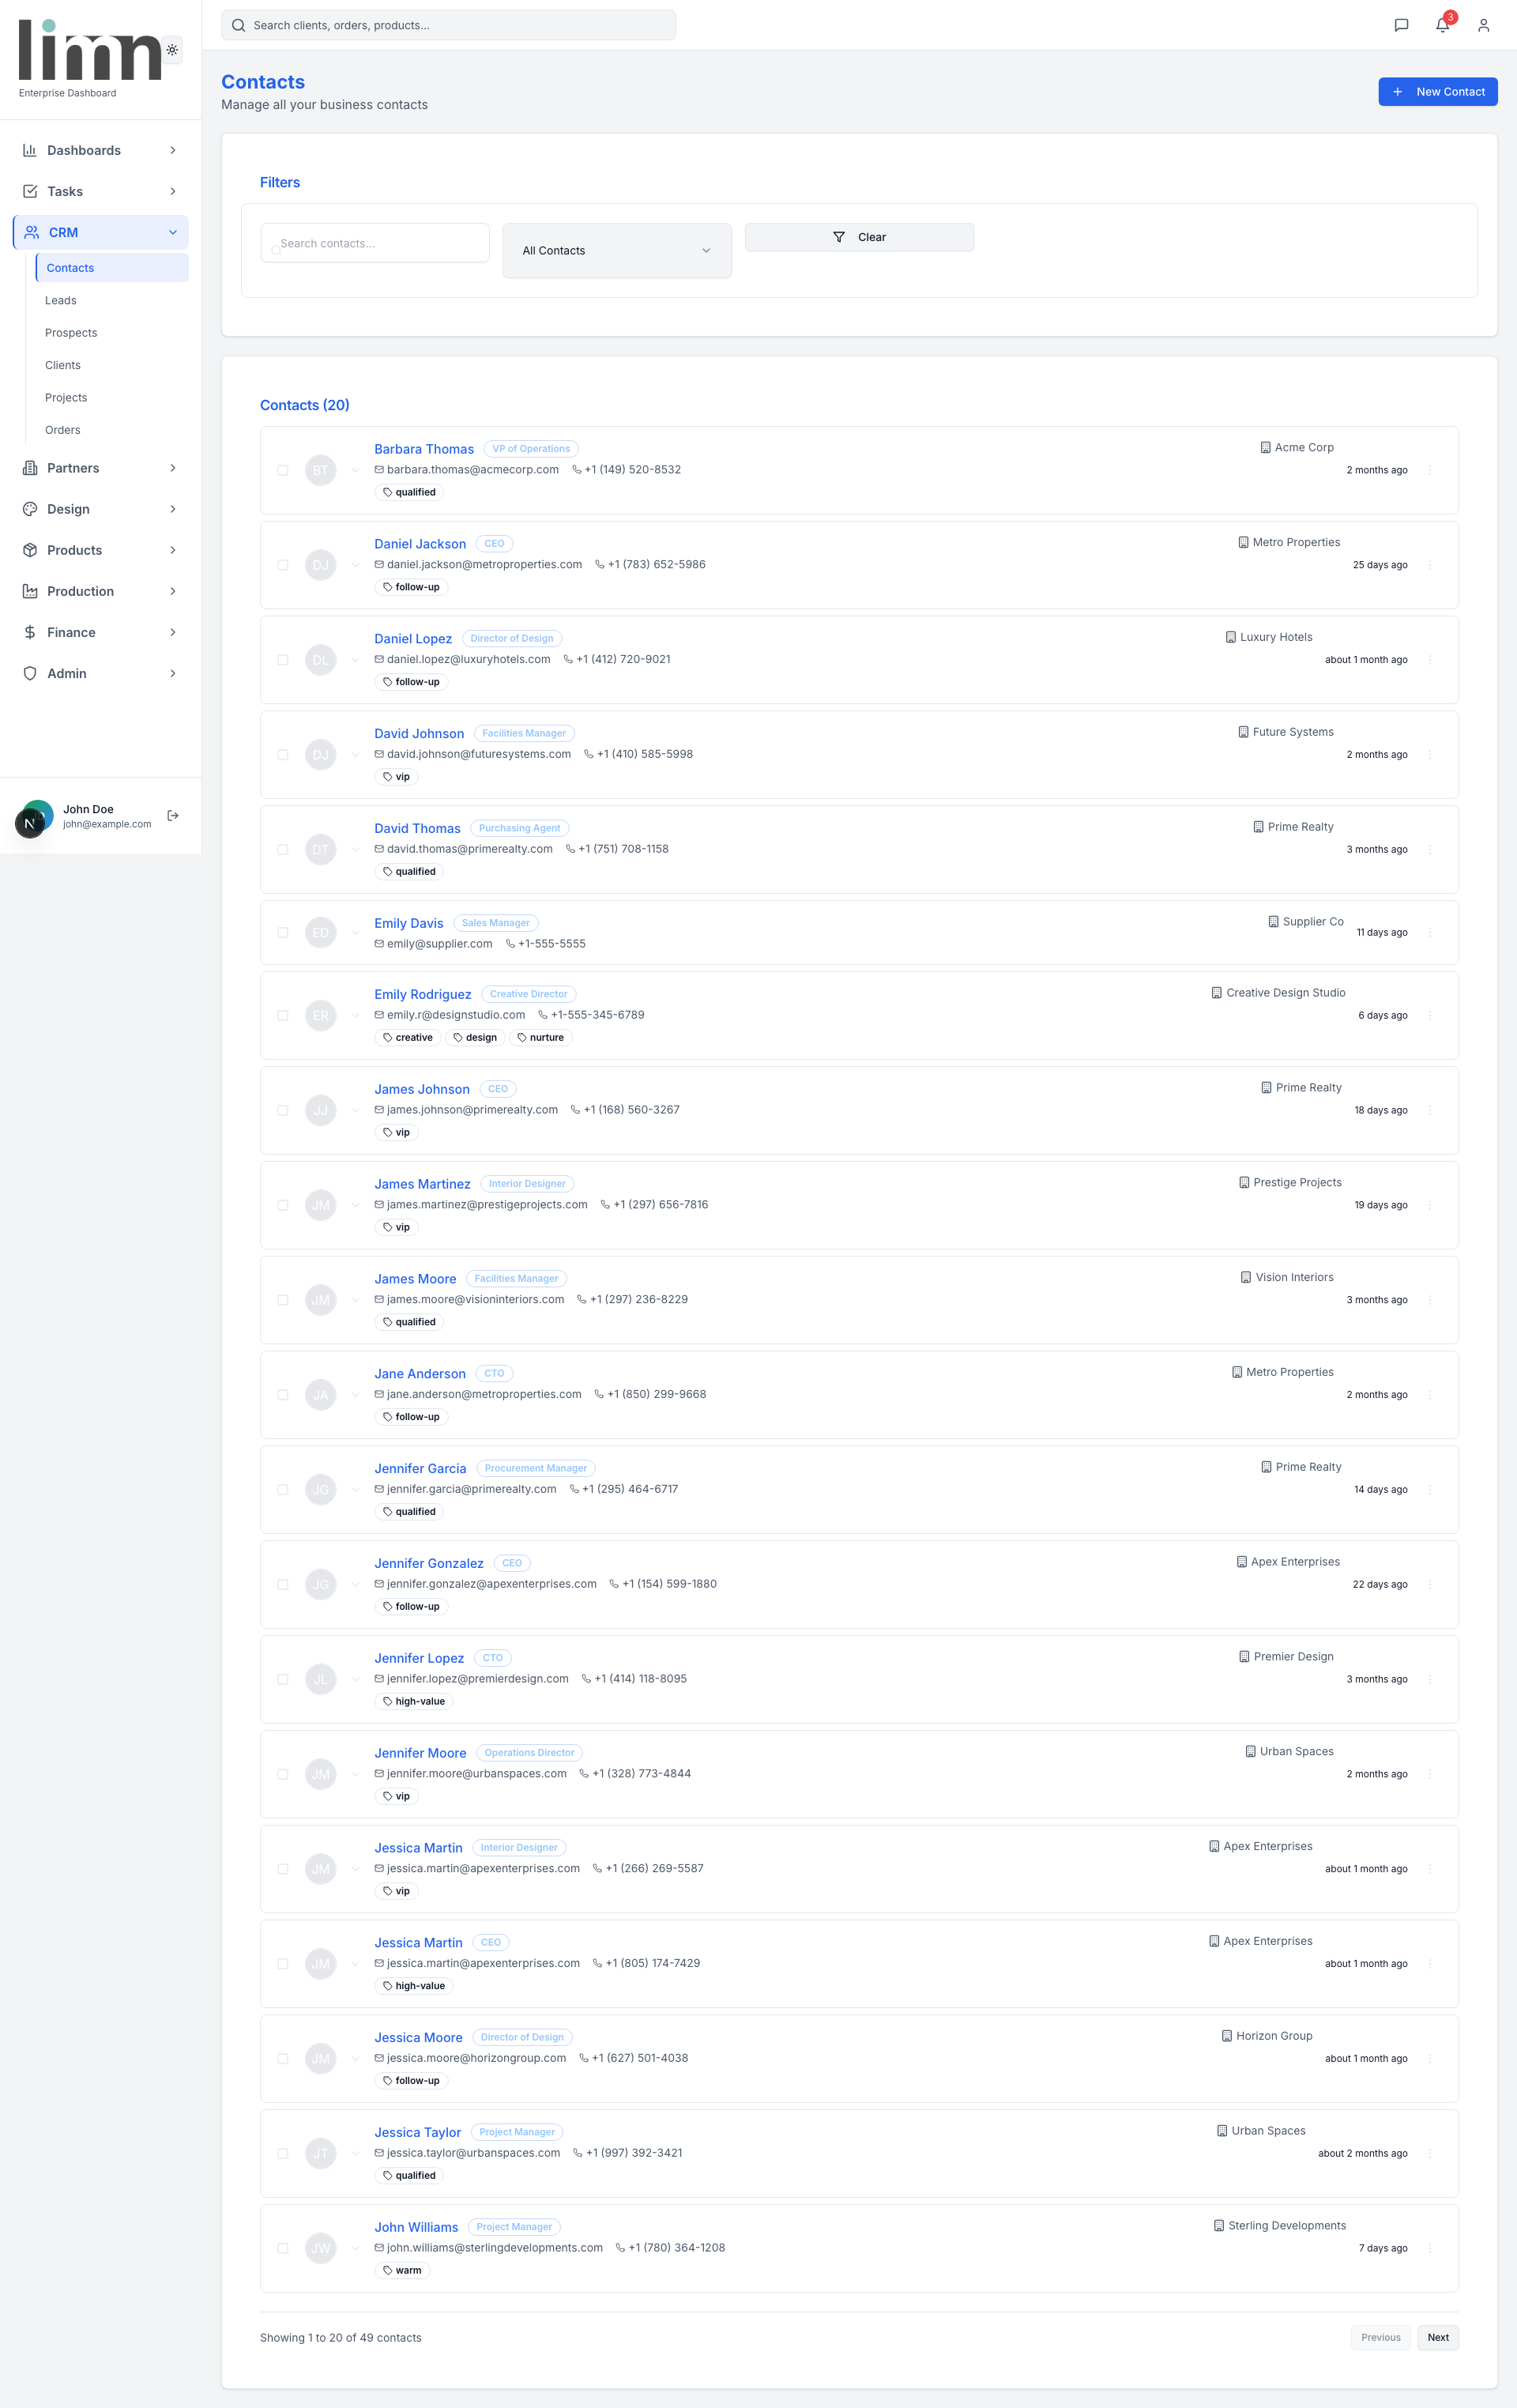 limn
Enterprise Dashboard
Dashboards
Tasks
CRM
Contacts
Leads
Prospects
Clients
Projects
Orders
Partners
Design
Products
Production
Finance
Admin
N
John Doe
john@example.com
Search clients, orders, products...
3
Contacts
Manage all your business contacts
New Contact
Filters
Search contacts...
All Contacts
Clear
Contacts (20)
BT
Barbara Thomas VP of Operations
barbara.thomas@acmecorp.com +1 (149) 520-8532
qualified
Acme Corp
2 months ago
DJ
Daniel Jackson CEO
daniel.jackson@metroproperties.com +1 (783) 652-5986
follow-up
Metro Properties
25 days ago
DL
Daniel Lopez Director of Design
daniel.lopez@luxuryhotels.com +1 (412) 720-9021
follow-up
Luxury Hotels
about 1 month ago
DJ
David Johnson Facilities Manager
david.johnson@futuresystems.com +1 (410) 585-5998
vip
Future Systems
2 months ago
DT
David Thomas Purchasing Agent
david.thomas@primerealty.com +1 (751) 708-1158
qualified
Prime Realty
3 months ago
ED
Emily Davis Sales Manager
emily@supplier.com +1-555-5555
Supplier Co
11 days ago
ER
Emily Rodriguez Creative Director
emily.r@designstudio.com +1-555-345-6789
creative design nurture
Creative Design Studio
6 days ago
JJ
James Johnson CEO
james.johnson@primerealty.com +1 (168) 560-3267
vip
Prime Realty
18 days ago
JM
James Martinez Interior Designer
james.martinez@prestigeprojects.com +1 (297) 656-7816
vip
Prestige Projects
19 days ago
JM
James Moore Facilities Manager
james.moore@visioninteriors.com +1 (297) 236-8229
qualified
Vision Interiors
3 months ago
JA
Jane Anderson CTO
jane.anderson@metroproperties.com +1 (850) 299-9668
follow-up
Metro Properties
2 months ago
JG
Jennifer Garcia Procurement Manager
jennifer.garcia@primerealty.com +1 (295) 464-6717
qualified
Prime Realty
14 days ago
JG
Jennifer Gonzalez CEO
jennifer.gonzalez@apexenterprises.com +1 (154) 599-1880
follow-up
Apex Enterprises
22 days ago
JL
Jennifer Lopez CTO
jennifer.lopez@premierdesign.com +1 (414) 118-8095
high-value
Premier Design
3 months ago
JM
Jennifer Moore Operations Director
jennifer.moore@urbanspaces.com +1 (328) 773-4844
vip
Urban Spaces
2 months ago
JM
Jessica Martin Interior Designer
jessica.martin@apexenterprises.com +1 (266) 269-5587
vip
Apex Enterprises
about 1 month ago
JM
Jessica Martin CEO
jessica.martin@apexenterprises.com +1 (805) 174-7429
high-value
Apex Enterprises
about 1 month ago
JM
Jessica Moore Director of Design
jessica.moore@horizongroup.com +1 (627) 501-4038
follow-up
Horizon Group
about 1 month ago
JT
Jessica Taylor Project Manager
jessica.taylor@urbanspaces.com +1 (997) 392-3421
qualified
Urban Spaces
about 2 months ago
JW
John Williams Project Manager
john.williams@sterlingdevelopments.com +1 (780) 364-1208
warm
Sterling Developments
7 days ago
Showing 1 to 20 of 49 contacts
Previous
Next